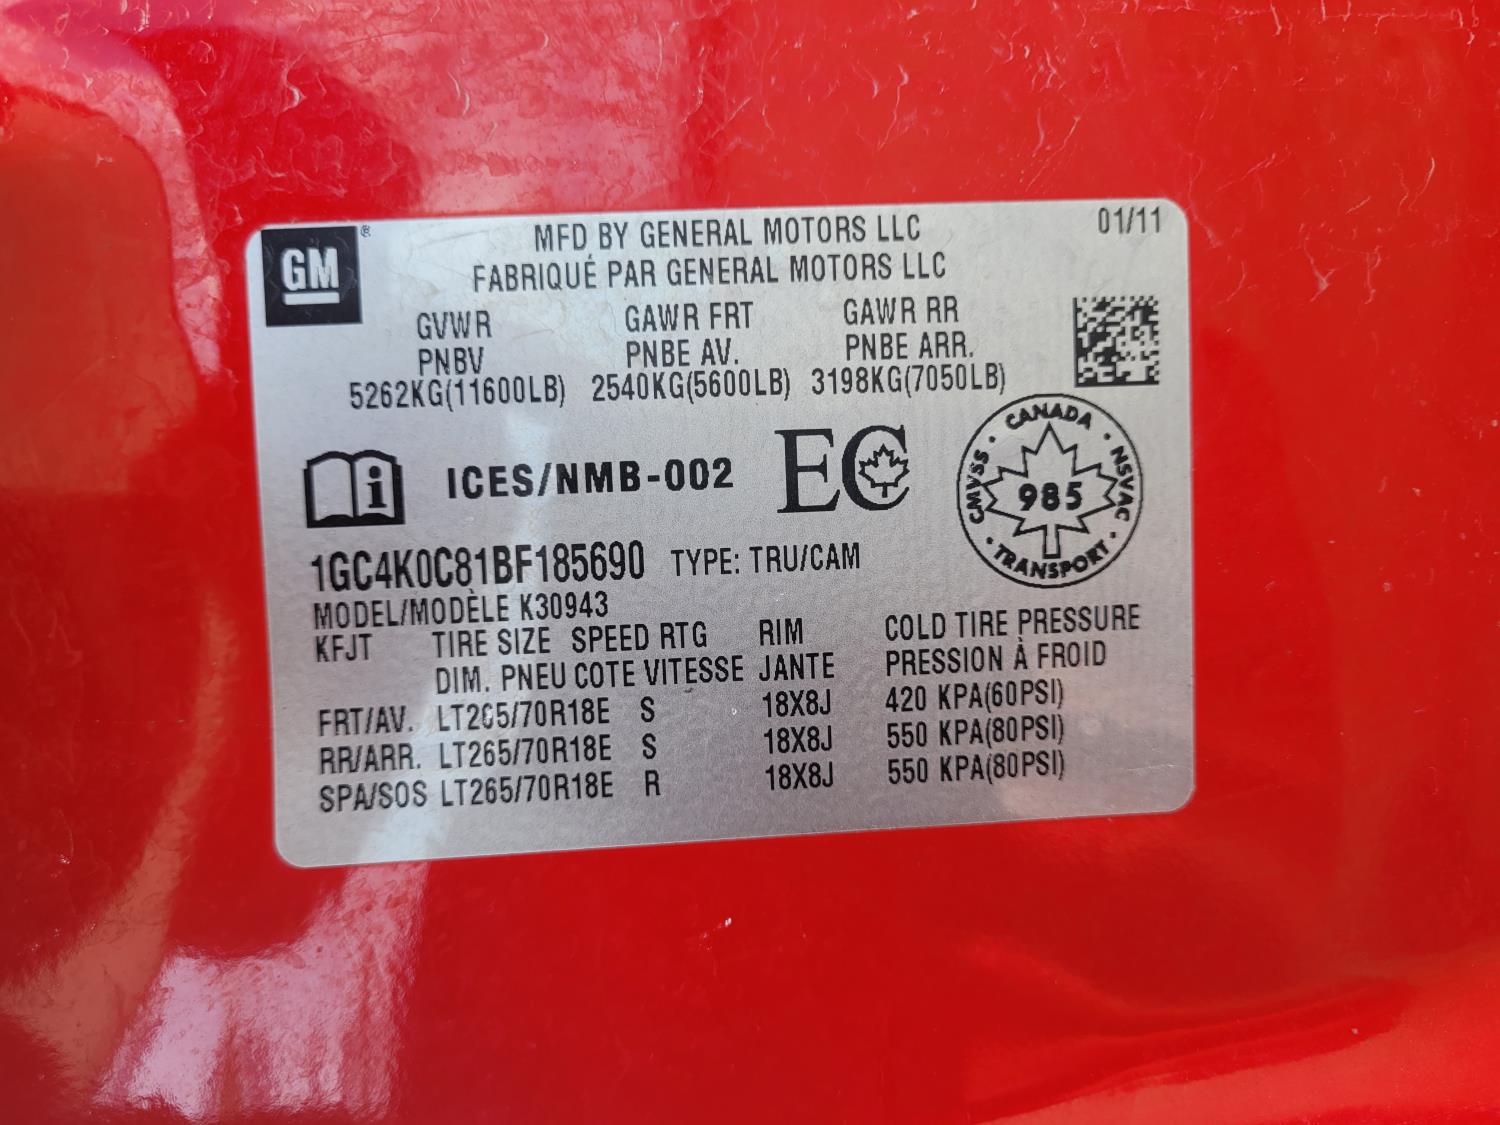 GM ®
MFD BY GENERAL MOTORS LLC
01/11
FABRIQUÉ PAR GENERAL MOTORS LLC
GVWR GAWR FRT GAWR RR
PNBV PNBE AV. PNBE ARR.
5262KG(11600LB) 2540KG(5600LB) 3198KG(7050LB)
i ICES/NMB-002 EC
CANADA · NSVAC · TRANSPORT · CMVSS ·
985
1GC4K0C81BF185690 TYPE: TRU/CAM
MODEL/MODÈLE K30943
KFJT TIRE SIZE SPEED RTG RIM COLD TIRE PRESSURE
DIM. PNEU COTE VITESSE JANTE PRESSION À FROID
FRT/AV. LT265/70R18E S 18X8J 420 KPA(60PSI)
RR/ARR. LT265/70R18E S 18X8J 550 KPA(80PSI)
SPA/SOS LT265/70R18E R 18X8J 550 KPA(80PSI)